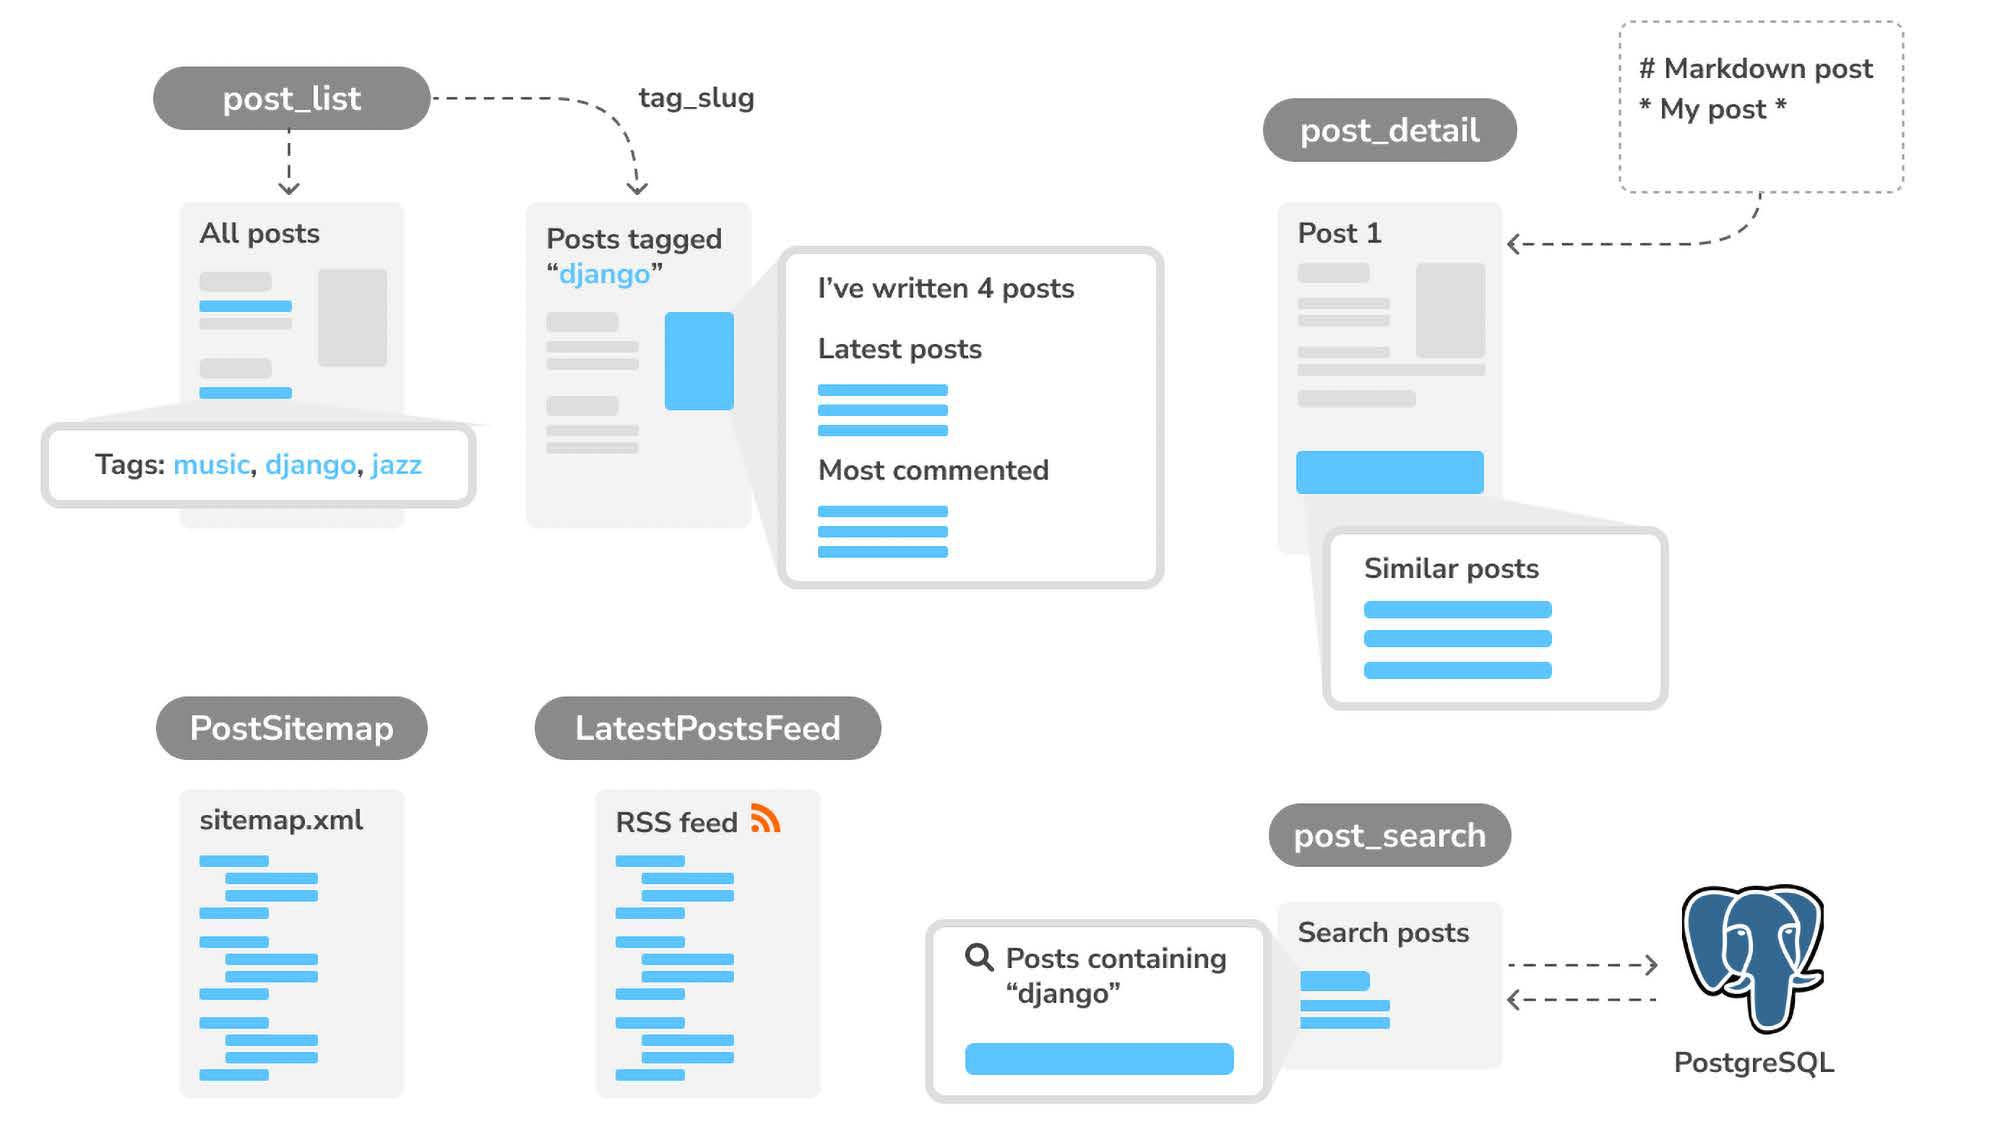 post_list
tag_slug
All posts
Tags: music, django, jazz
Posts tagged
“django”
I’ve written 4 posts
Latest posts
Most commented
post_detail
# Markdown post
* My post *
Post 1
Similar posts
PostSitemap
sitemap.xml
LatestPostsFeed
RSS feed
post_search
Search posts
Posts containing
“django”
PostgreSQL